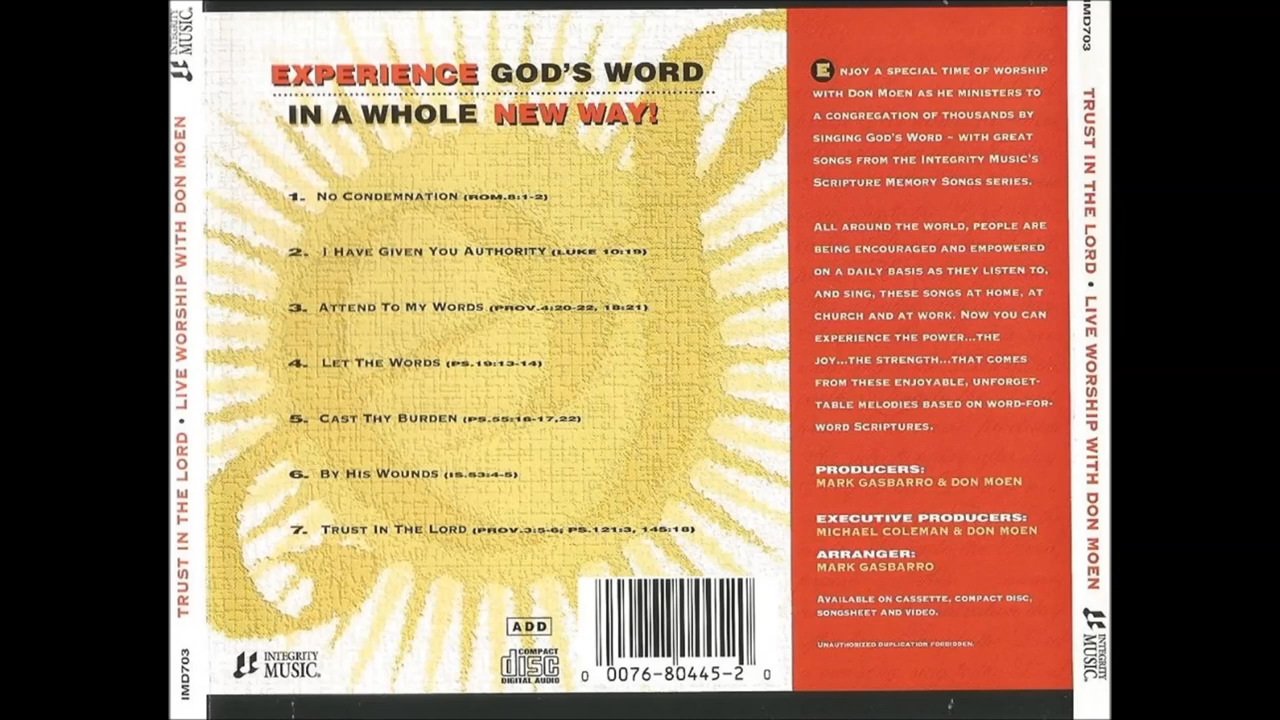 INTEGRITY
MUSIC®
TRUST IN THE LORD • LIVE WORSHIP WITH DON MOEN
IMD703
EXPERIENCE GOD'S WORD
IN A WHOLE NEW WAY!
1. NO CONDEMNATION (ROM.8:1-2)
2. I HAVE GIVEN YOU AUTHORITY (LUKE 10:19)
3. ATTEND TO MY WORDS (PROV.4:20-22, 18:21)
4. LET THE WORDS (PS.19:13-14)
5. CAST THY BURDEN (PS.55:16-17,22)
6. BY HIS WOUNDS (IS.53:4-5)
7. TRUST IN THE LORD (PROV.3:5-6; PS.121:3, 145:18)
INTEGRITY
MUSIC®
ADD
COMPACT
disc
DIGITAL AUDIO
0 0076-80445-2 0
ENJOY A SPECIAL TIME OF WORSHIP
WITH DON MOEN AS HE MINISTERS TO
A CONGREGATION OF THOUSANDS BY
SINGING GOD'S WORD ~ WITH GREAT
SONGS FROM THE INTEGRITY MUSIC'S
SCRIPTURE MEMORY SONGS SERIES.
ALL AROUND THE WORLD, PEOPLE ARE
BEING ENCOURAGED AND EMPOWERED
ON A DAILY BASIS AS THEY LISTEN TO,
AND SING, THESE SONGS AT HOME, AT
CHURCH AND AT WORK. NOW YOU CAN
EXPERIENCE THE POWER...THE
JOY...THE STRENGTH...THAT COMES
FROM THESE ENJOYABLE, UNFORGET-
TABLE MELODIES BASED ON WORD-FOR-
WORD SCRIPTURES.
PRODUCERS:
MARK GASBARRO & DON MOEN
EXECUTIVE PRODUCERS:
MICHAEL COLEMAN & DON MOEN
ARRANGER:
MARK GASBARRO
AVAILABLE ON CASSETTE, COMPACT DISC,
SONGSHEET AND VIDEO.
UNAUTHORIZED DUPLICATION FORBIDDEN.
IMD703
TRUST IN THE LORD • LIVE WORSHIP WITH DON MOEN
INTEGRITY
MUSIC®